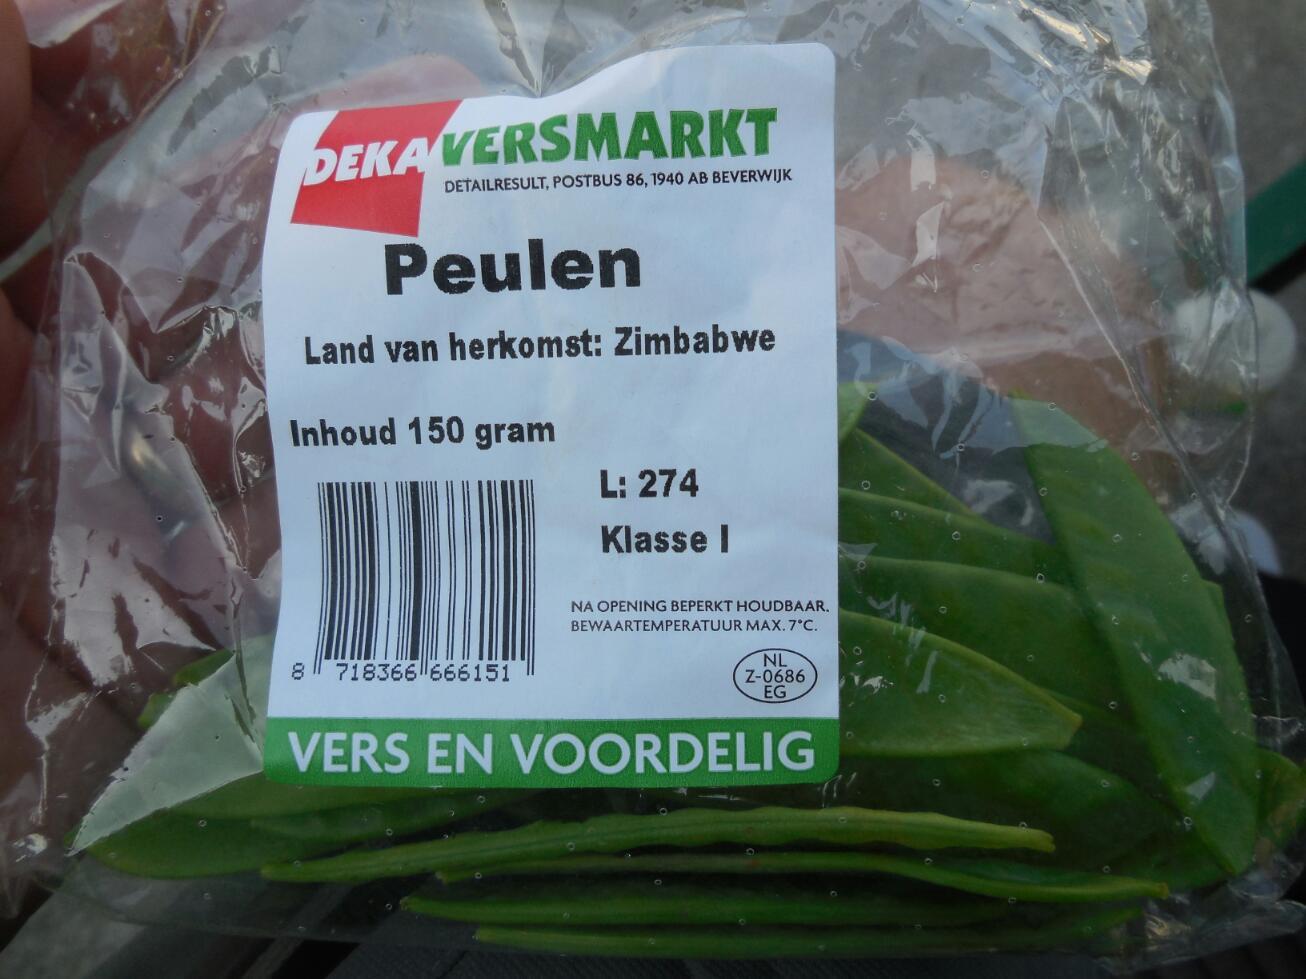 DEKA VERSMARKT
DETAILRESULT, POSTBUS 86, 1940 AB BEVERWIJK
Peulen
Land van herkomst: Zimbabwe
Inhoud 150 gram
L: 274
Klasse I
NA OPENING BEPERKT HOUDBAAR.
BEWAARTEMPERATUUR MAX. 7°C.
8 718366 666151
NL
Z-0686
EG
VERS EN VOORDELIG